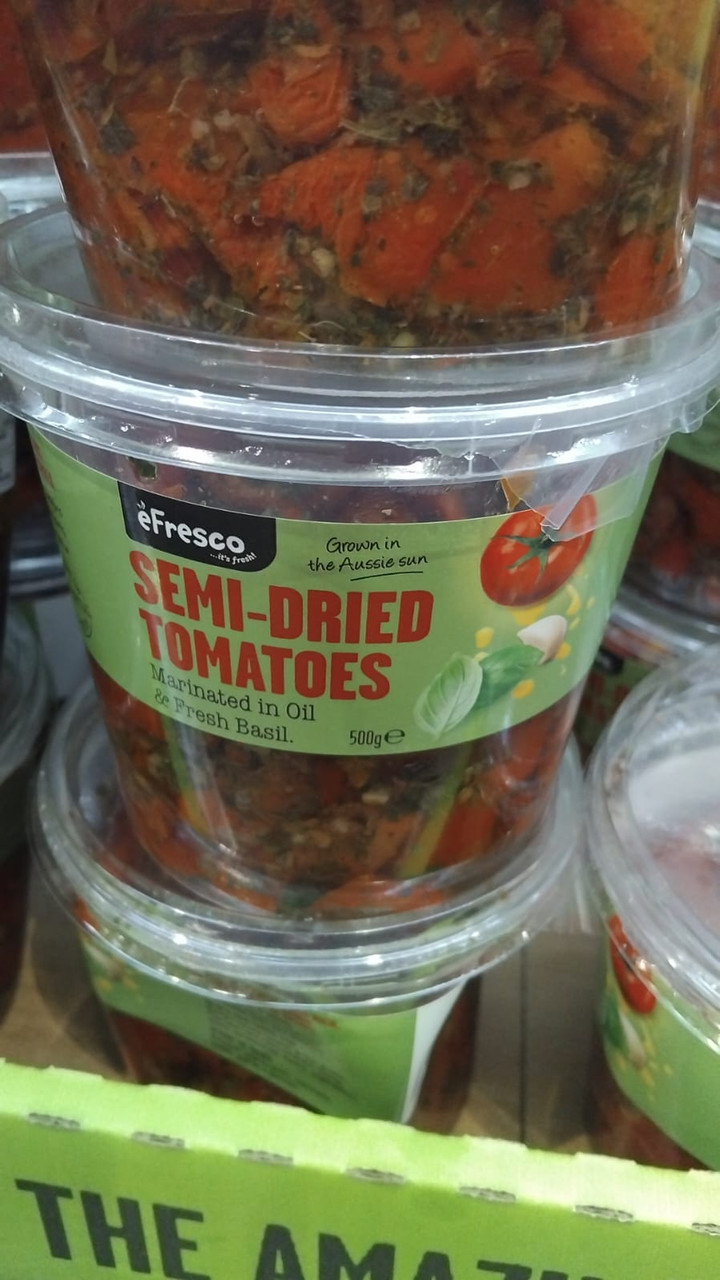 eFresco
...it's fresh!
Grown in
the Aussie sun
SEMI-DRIED
TOMATOES
Marinated in Oil
& Fresh Basil.
500g ℮
THE